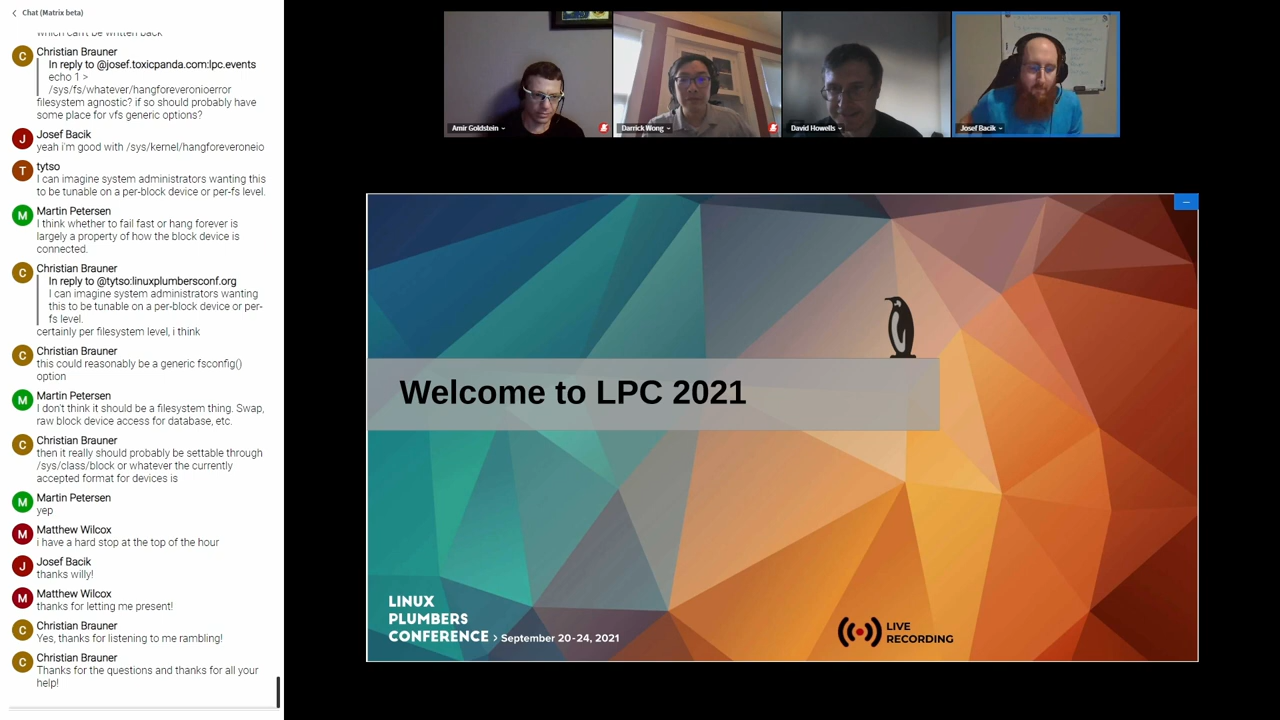 Chat (Matrix beta)
which can't be written back
Christian Brauner
In reply to @josef.toxicpanda.com:lpc.events
echo 1 >
/sys/fs/whatever/hangforeveronioerror
filesystem agnostic? if so should probably have
some place for vfs generic options?
Josef Bacik
yeah i'm good with /sys/kernel/hangforeveroneio
tytso
I can imagine system administrators wanting this
to be tunable on a per-block device or per-fs level.
Martin Petersen
I think whether to fail fast or hang forever is
largely a property of how the block device is
connected.
Christian Brauner
In reply to @tytso:linuxplumbersconf.org
I can imagine system administrators wanting
this to be tunable on a per-block device or per-
fs level.
certainly per filesystem level, i think
Christian Brauner
this could reasonably be a generic fsconfig()
option
Martin Petersen
I don't think it should be a filesystem thing. Swap,
raw block device access for database, etc.
Christian Brauner
then it really should probably be settable through
/sys/class/block or whatever the currently
accepted format for devices is
Martin Petersen
yep
Matthew Wilcox
i have a hard stop at the top of the hour
Josef Bacik
thanks willy!
Matthew Wilcox
thanks for letting me present!
Christian Brauner
Yes, thanks for listening to me rambling!
Christian Brauner
Thanks for the questions and thanks for all your
help!
Amir Goldstein
Darrick Wong
David Howells
Josef Bacik
Welcome to LPC 2021
LINUX
PLUMBERS
CONFERENCE > September 20-24, 2021
LIVE
RECORDING